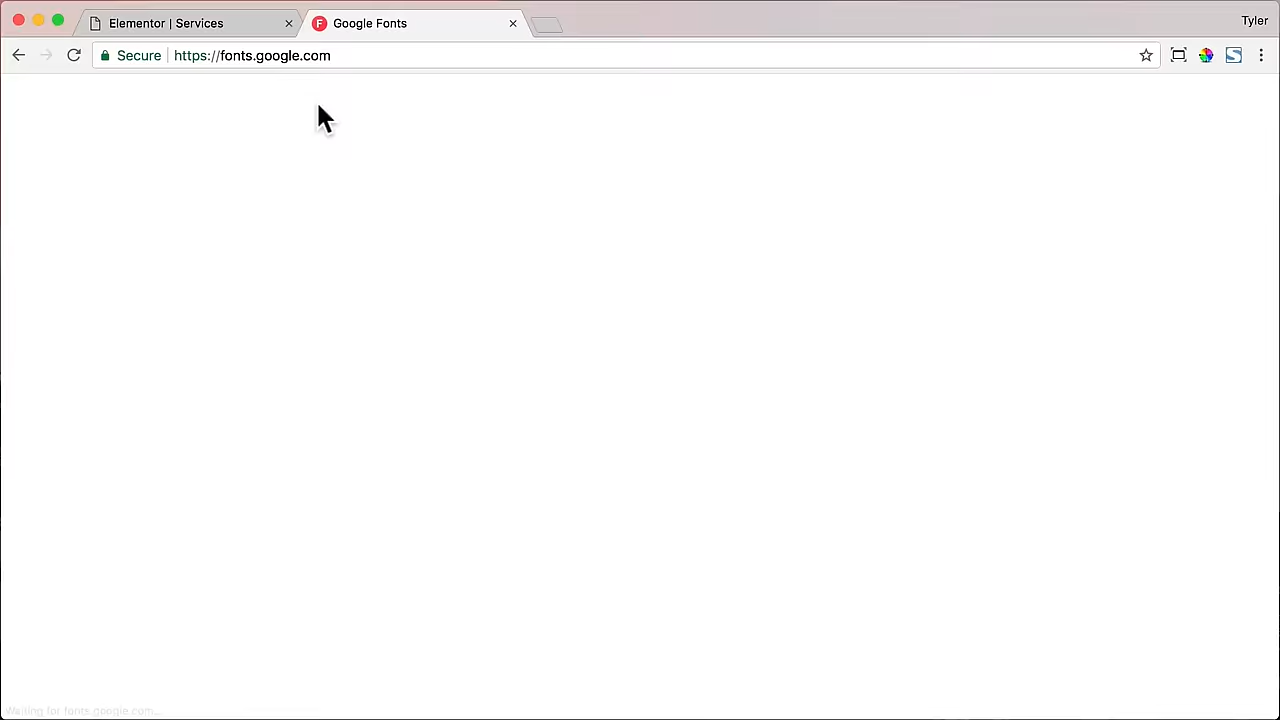 Elementor | Services
F Google Fonts
Tyler
Secure https://fonts.google.com
Waiting for fonts.google.com...